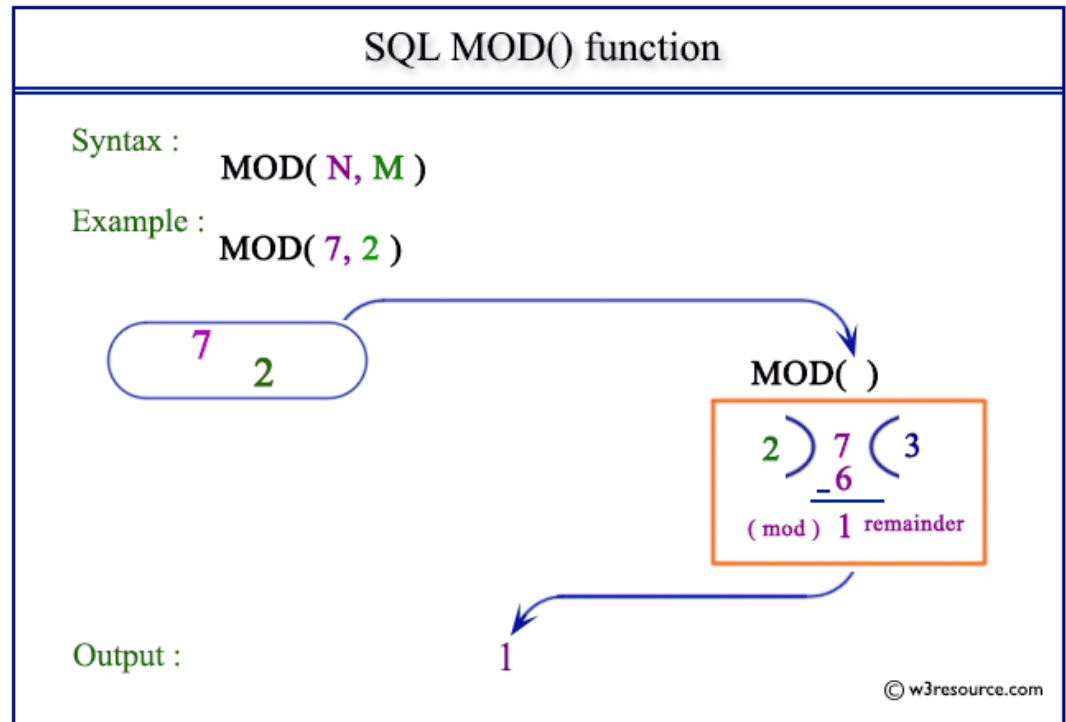 SQL MOD() function
Syntax :
MOD( N, M )
Example :
MOD( 7, 2 )
7
2
MOD( )
2 ) 7 ( 3
- 6
( mod ) 1 remainder
Output :
1
© w3resource.com